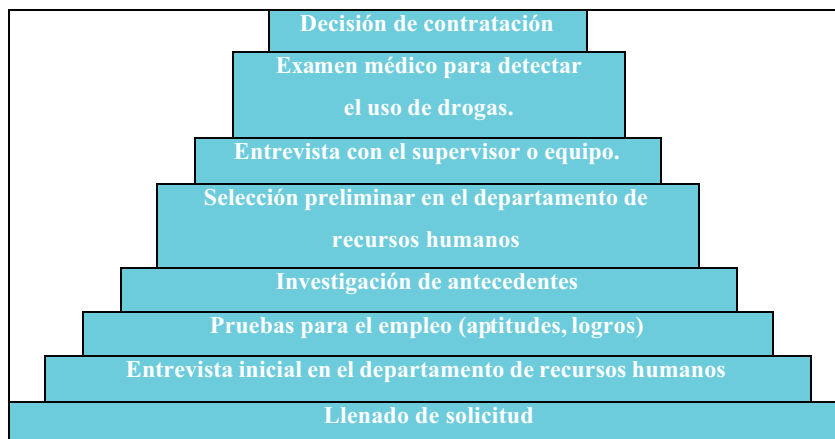 Decisión de contratación
Examen médico para detectar
el uso de drogas.
Entrevista con el supervisor o equipo.
Selección preliminar en el departamento de
recursos humanos
Investigación de antecedentes
Pruebas para el empleo (aptitudes, logros)
Entrevista inicial en el departamento de recursos humanos
Llenado de solicitud